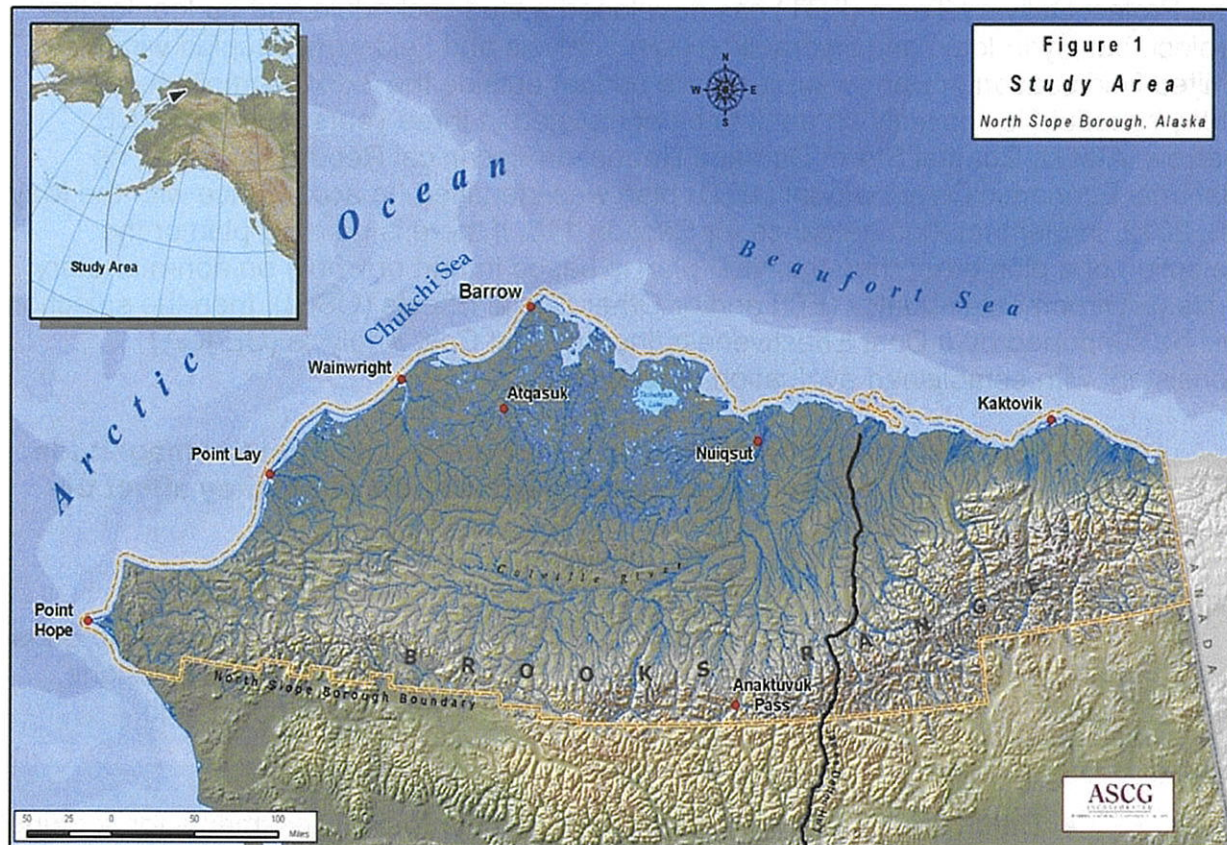 Figure 1
Study Area
North Slope Borough, Alaska
N
W
E
S
Study Area
Arctic Ocean
Chukchi Sea
Beaufort Sea
Barrow
Wainwright
Atqasuk
Kaktovik
Point Lay
Nuiqsut
Colville River
CANADA
Point
Hope
BROOKS RANGE
North Slope Borough Boundary
Anaktuvuk
Pass
50 25 0 50 100
Miles
ASCG
INCORPORATED